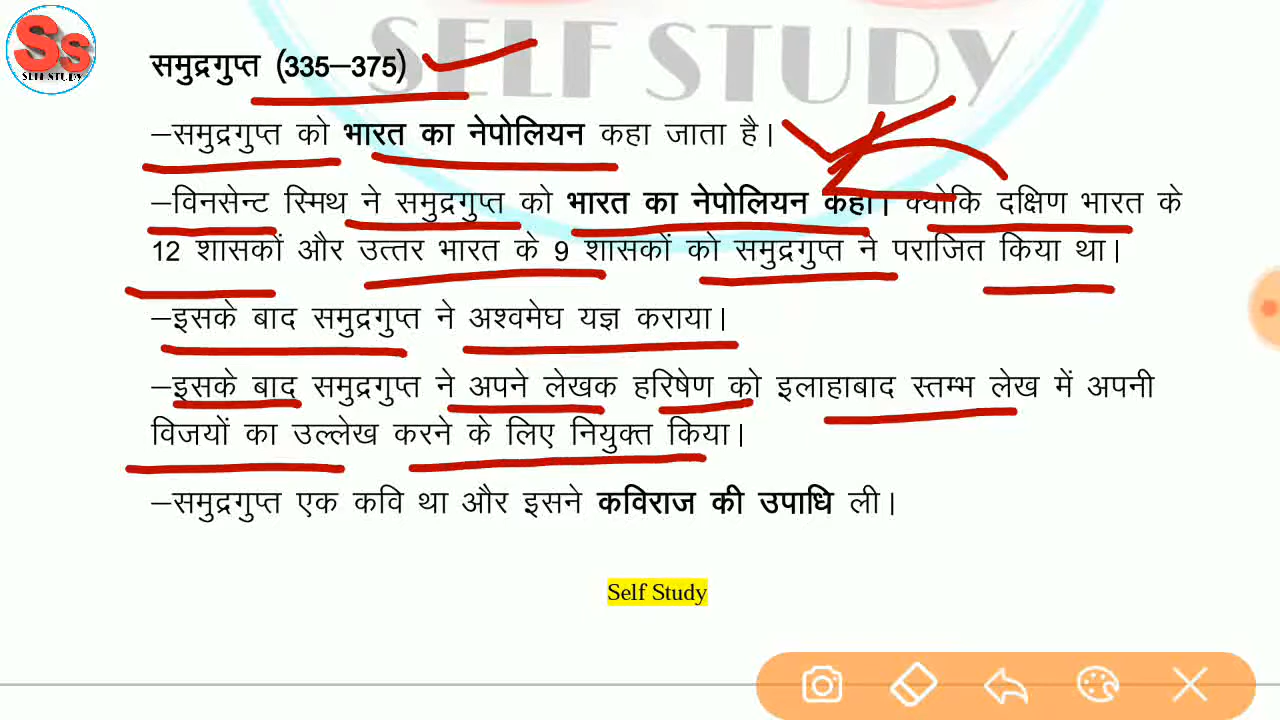 Ss
SELF STUDY
SELF STUDY
समुद्रगुप्त (335–375)
–समुद्रगुप्त को भारत का नेपोलियन कहा जाता है।
–विनसेन्ट स्मिथ ने समुद्रगुप्त को भारत का नेपोलियन कहा। क्योकि दक्षिण भारत के
12 शासकों और उत्तर भारत के 9 शासकों को समुद्रगुप्त ने पराजित किया था।
–इसके बाद समुद्रगुप्त ने अश्वमेघ यज्ञ कराया।
–इसके बाद समुद्रगुप्त ने अपने लेखक हरिषेण को इलाहाबाद स्तम्भ लेख में अपनी
विजयों का उल्लेख करने के लिए नियुक्त किया।
–समुद्रगुप्त एक कवि था और इसने कविराज की उपाधि ली।
Self Study